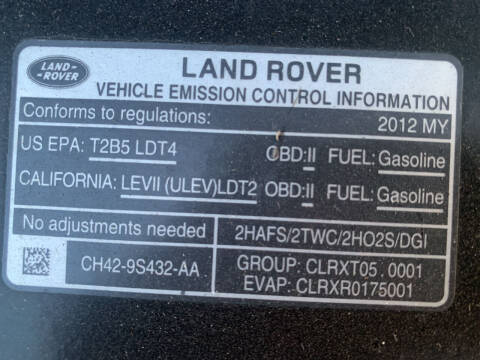 LAND-
-ROVER
LAND ROVER
VEHICLE EMISSION CONTROL INFORMATION
Conforms to regulations: 2012 MY
US EPA: T2B5 LDT4 OBD:II FUEL: Gasoline
CALIFORNIA: LEVII (ULEV)LDT2 OBD:II FUEL: Gasoline
No adjustments needed 2HAFS/2TWC/2HO2S/DGI
CH42-9S432-AA GROUP: CLRXT05.0001
EVAP: CLRXR0175001